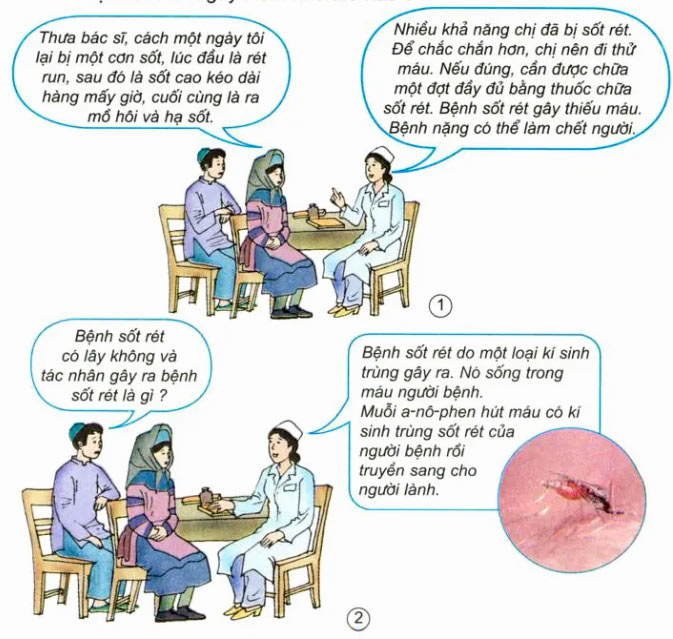 Thưa bác sĩ, cách một ngày tôi
lại bị một cơn sốt, lúc đầu là rét
run, sau đó là sốt cao kéo dài
hàng mấy giờ, cuối cùng là ra
mồ hôi và hạ sốt.
Nhiều khả năng chị đã bị sốt rét.
Để chắc chắn hơn, chị nên đi thử
máu. Nếu đúng, cần được chữa
một đợt đầy đủ bằng thuốc chữa
sốt rét. Bệnh sốt rét gây thiếu máu.
Bệnh nặng có thể làm chết người.
1
Bệnh sốt rét
có lây không và
tác nhân gây ra bệnh
sốt rét là gì ?
Bệnh sốt rét do một loại kí sinh
trùng gây ra. Nó sống trong
máu người bệnh.
Muỗi a-nô-phen hút máu có kí
sinh trùng sốt rét của
người bệnh rồi
truyền sang cho
người lành.
2